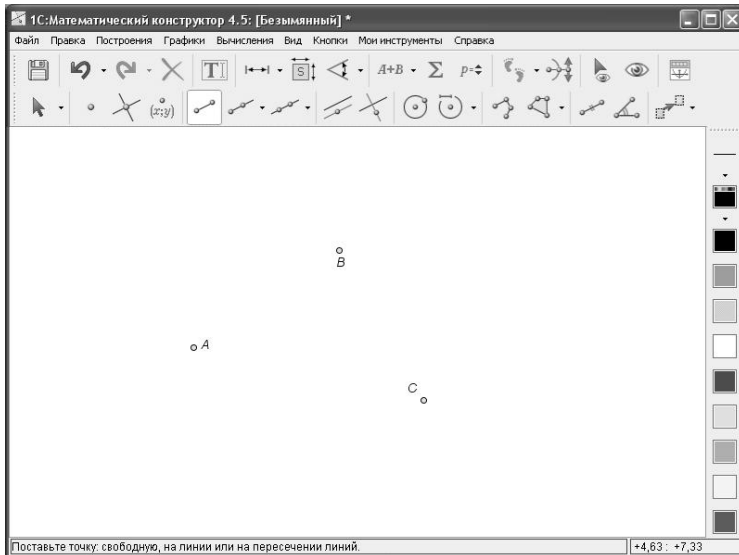 1С:Математический конструктор 4.5: [Безымянный] *
Файл Правка Построения Графики Вычисления Вид Кнопки Мои инструменты Справка
T S A+B Σ p=
(x;y)
B
A
C
Поставьте точку: свободную, на линии или на пересечении линий. +4,63 : +7,33